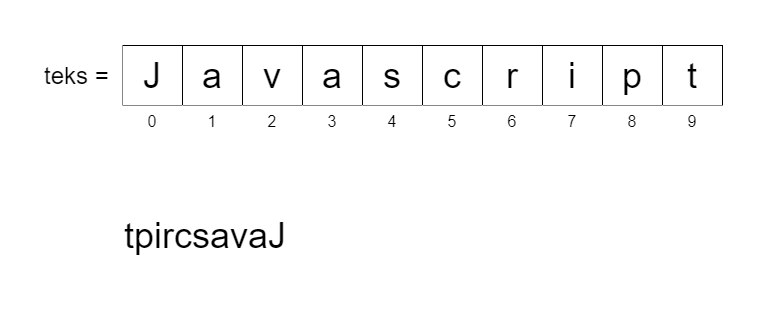 teks = J a v a s c r i p t
0 1 2 3 4 5 6 7 8 9
tpircsavaJ